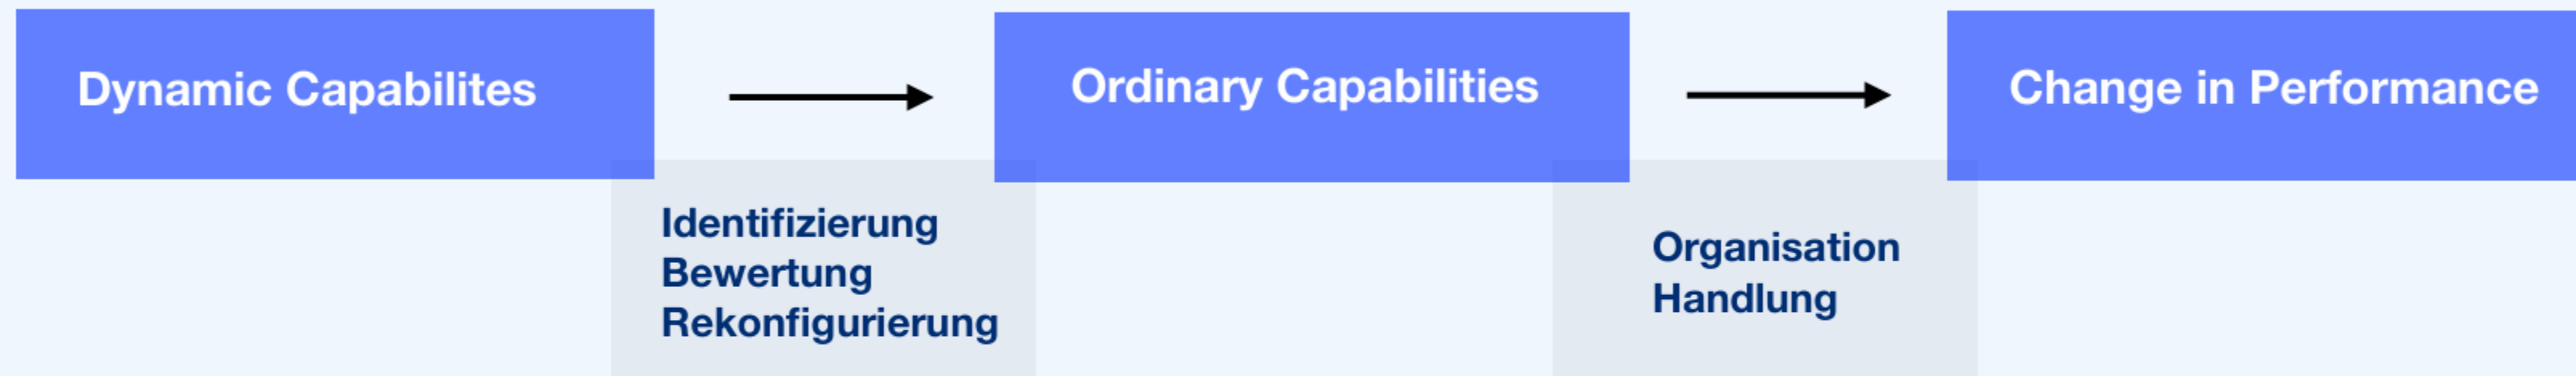 Dynamic Capabilites
Ordinary Capabilities
Change in Performance
Identifizierung
Bewertung
Rekonfigurierung
Organisation
Handlung